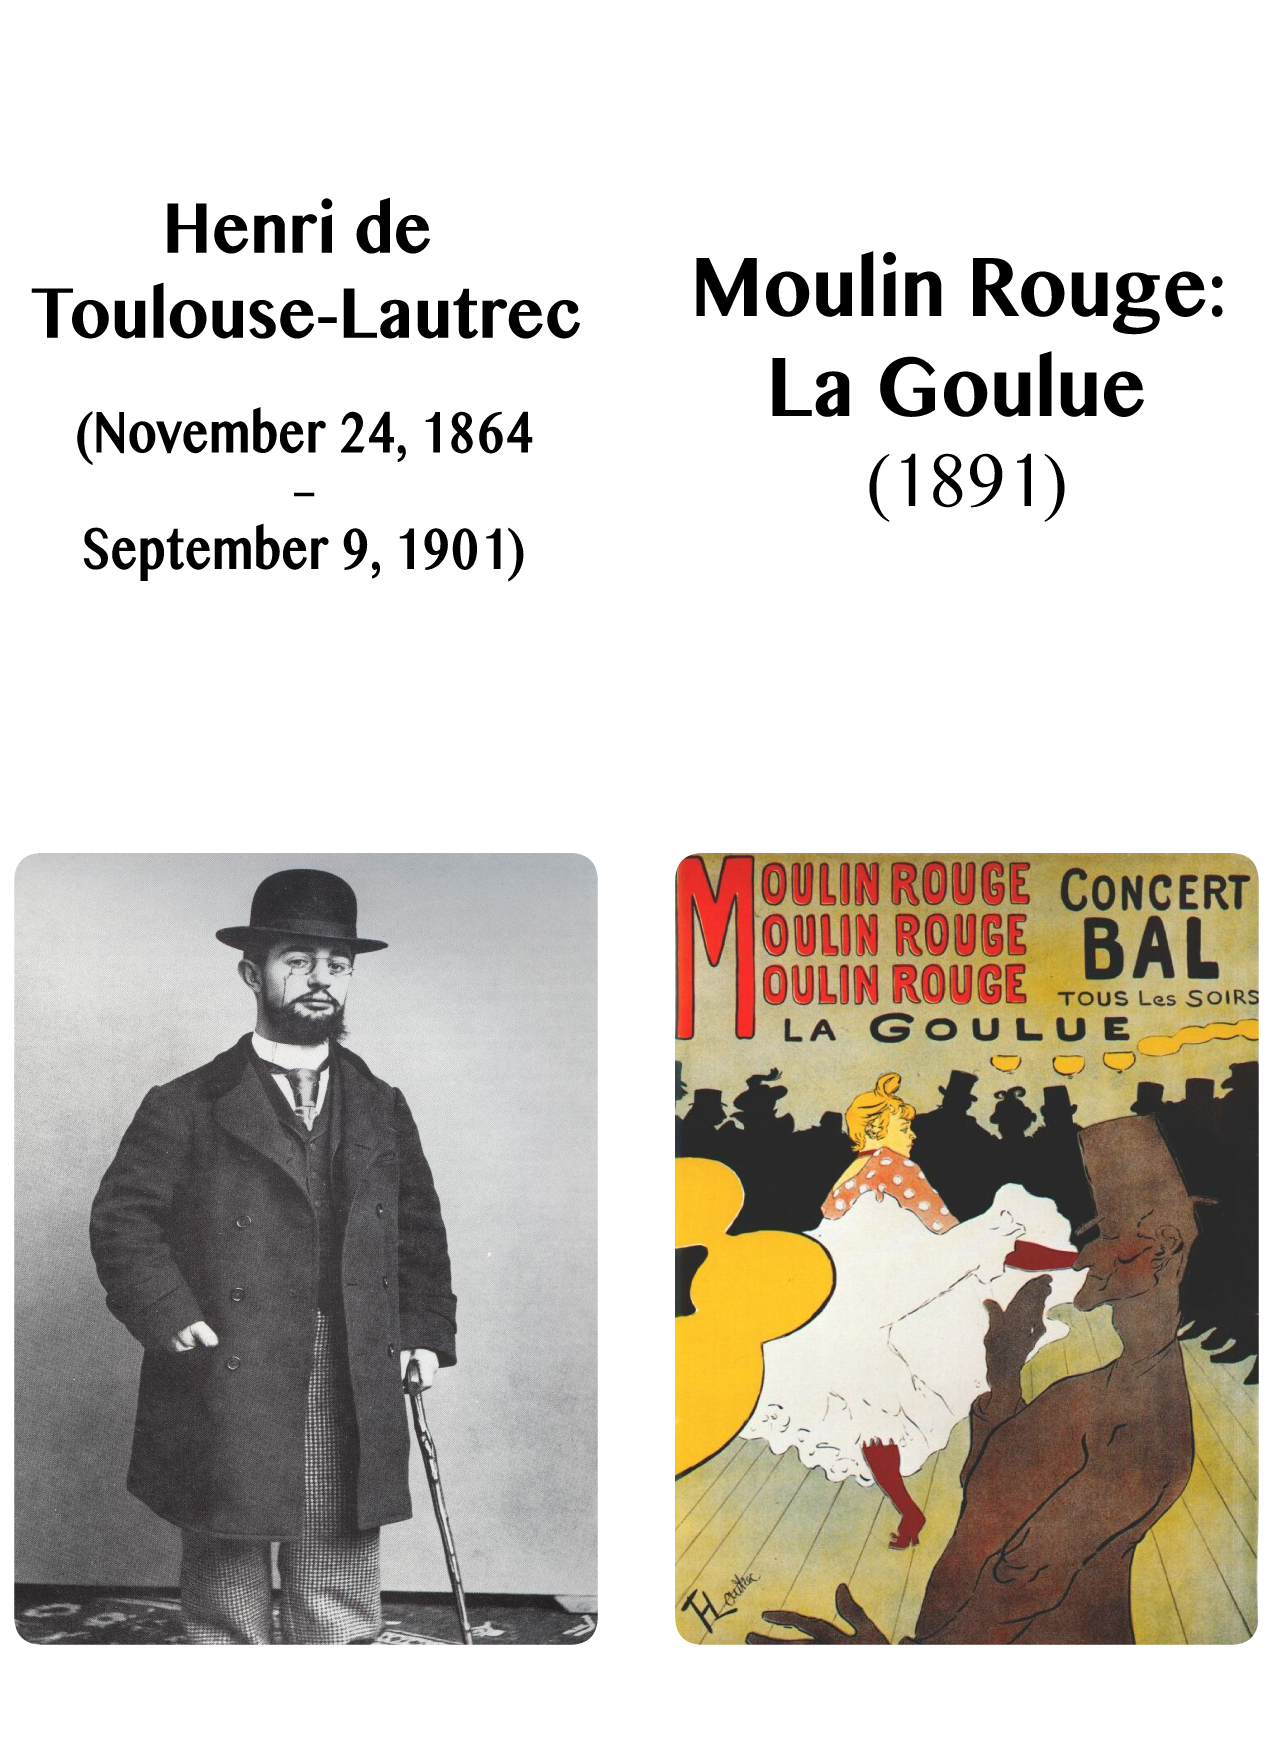 Henri de
Toulouse-Lautrec
(November 24, 1864
–
September 9, 1901)
Moulin Rouge:
La Goulue
(1891)
MOULIN ROUGE
OULIN ROUGE
OULIN ROUGE
CONCERT
BAL
TOUS Les SOIRS
LA GOULUE
HTLautrec